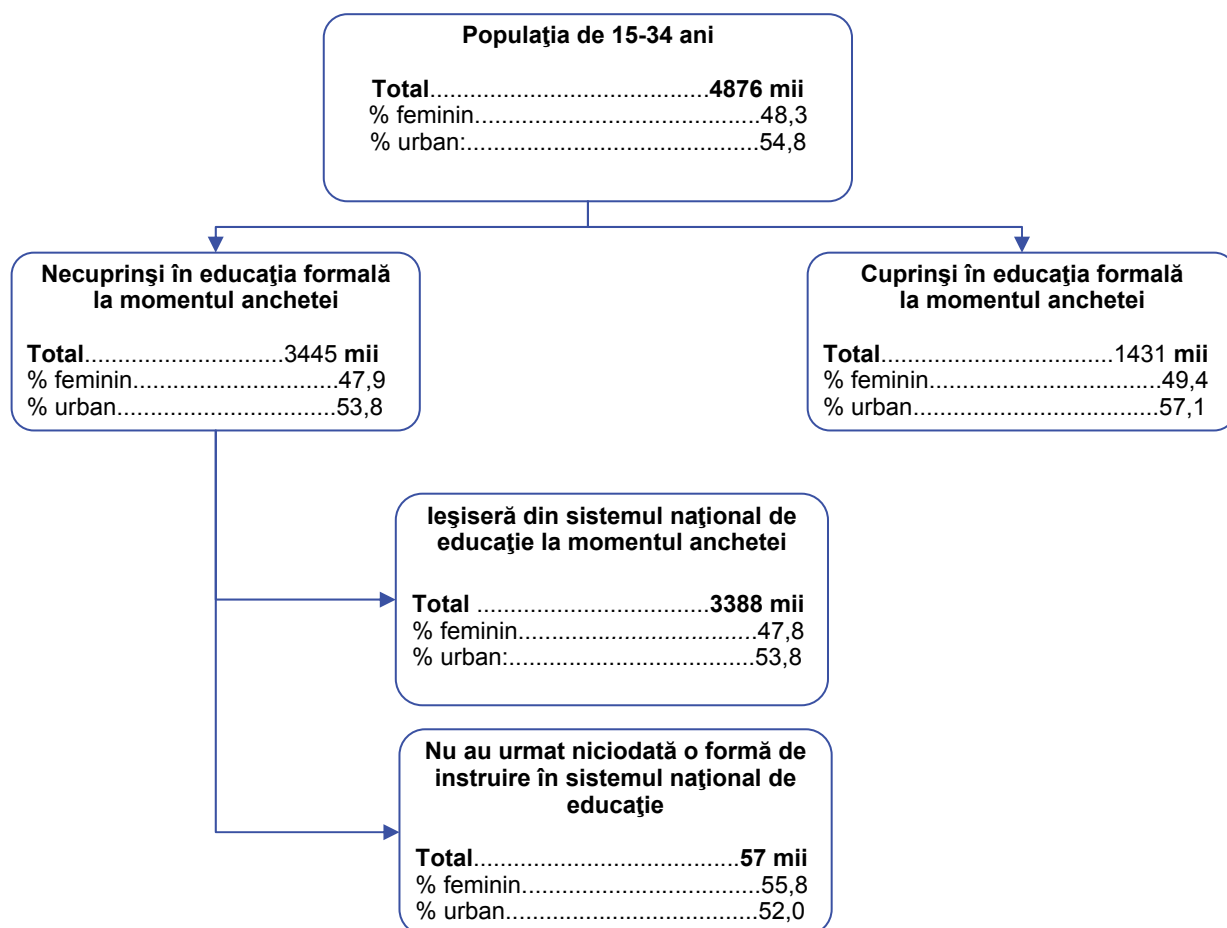 Populaţia de 15-34 ani
Total........................................4876 mii
% feminin.....................................48,3
% urban:......................................54,8
Necuprinşi în educaţia formală
la momentul anchetei
Total...............................3445 mii
% feminin............................47,9
% urban..............................53,8
Cuprinşi în educaţia formală
la momentul anchetei
Total...................................1431 mii
% feminin................................49,4
% urban..................................57,1
Ieşiseră din sistemul naţional de
educaţie la momentul anchetei
Total ....................................3388 mii
% feminin.....................................47,8
% urban:......................................53,8
Nu au urmat niciodată o formă de
instruire în sistemul naţional de
educaţie
Total.........................................57 mii
% feminin.....................................55,8
% urban.......................................52,0